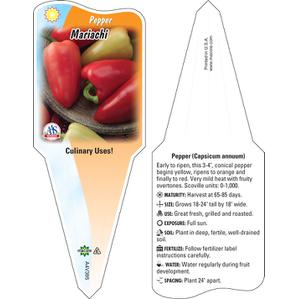 Pepper
Mariachi
Culinary Uses!
Printed in U.S.A.
Pepper (Capsicum annuum)
Early to ripen, this 3-4", conical pepper
begins yellow, ripens to orange and
finally to red. Very mild heat with fruity
overtones. Scoville units: 0-1,000.
MATURITY: Harvest at 65-85 days.
SIZE: Grows 18-24" tall by 18" wide.
USE: Great fresh, grilled and roasted.
EXPOSURE: Full sun.
SOIL: Plant in deep, fertile, well-drained
soil.
FERTILIZE: Follow fertilizer label
instructions carefully.
WATER: Water regularly during fruit
development.
SPACING: Plant 24" apart.